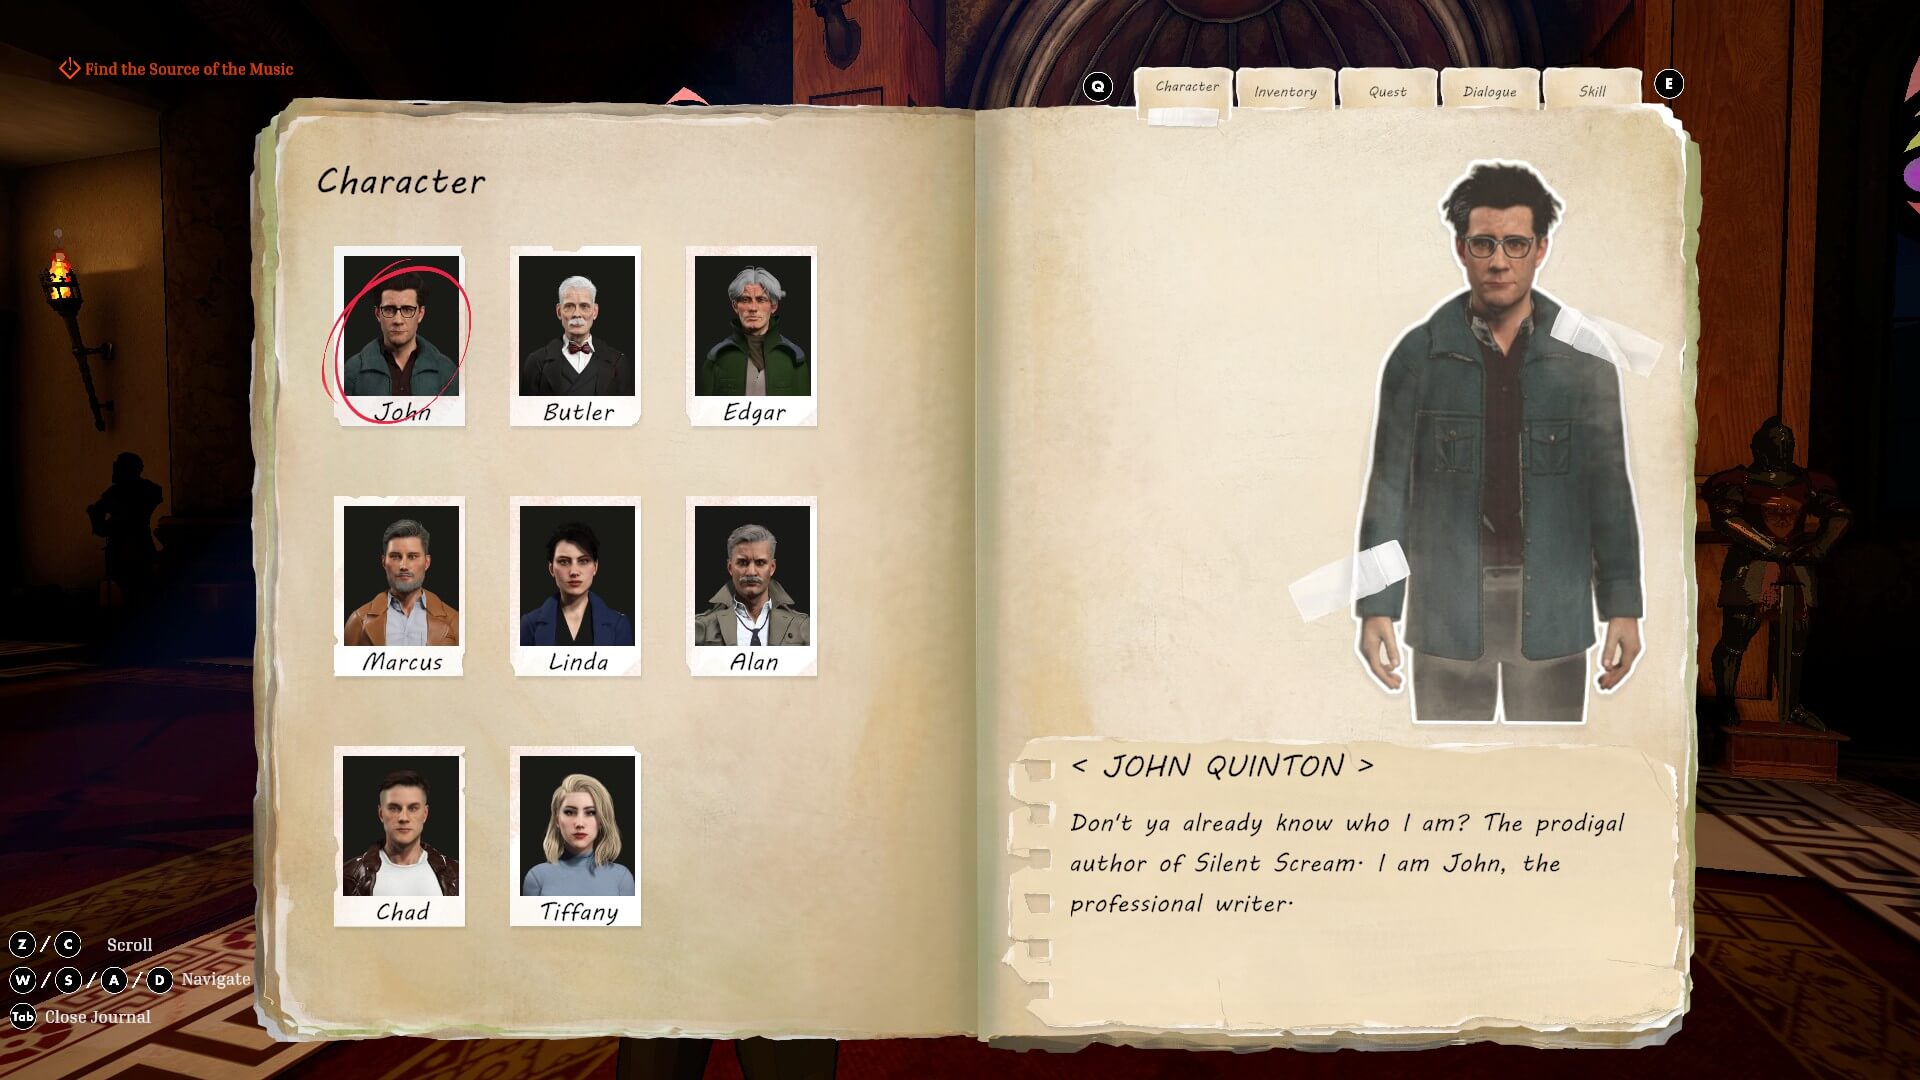 Find the Source of the Music
Q
Character
Inventory
Quest
Dialogue
Skill
E
Character
John
Butler
Edgar
Marcus
Linda
Alan
Chad
Tiffany
< JOHN QUINTON >
Don't ya already know who I am? The prodigal
author of Silent Scream. I am John, the
professional writer.
Z / C Scroll
W / S / A / D Navigate
Tab Close Journal